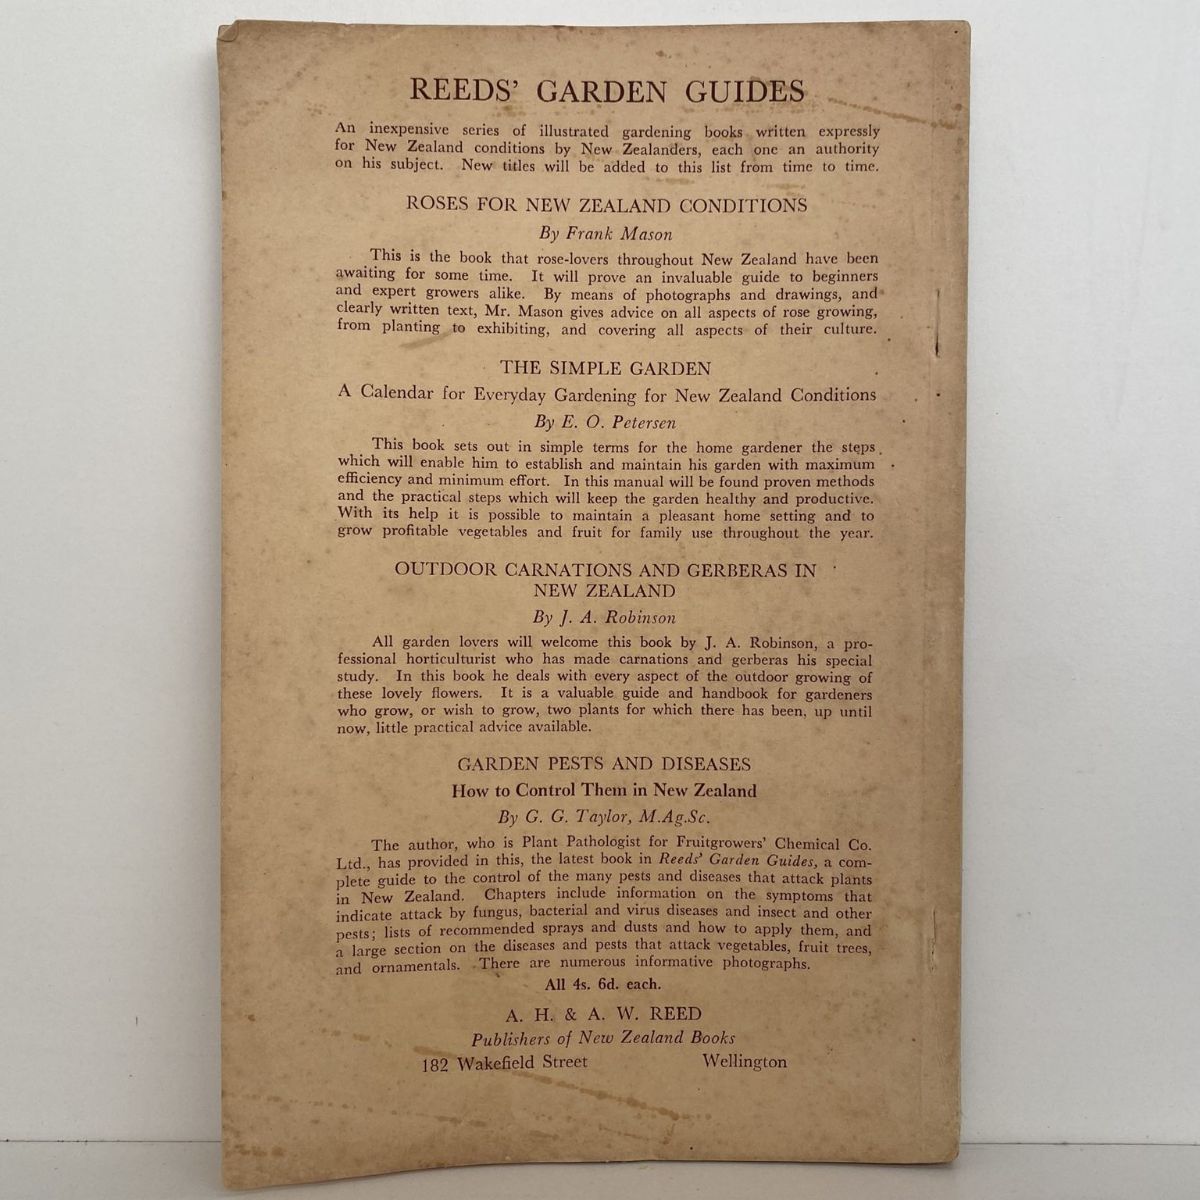 REEDS' GARDEN GUIDES
An inexpensive series of illustrated gardening books written expressly
for New Zealand conditions by New Zealanders, each one an authority
on his subject. New titles will be added to this list from time to time.
ROSES FOR NEW ZEALAND CONDITIONS
By Frank Mason
This is the book that rose-lovers throughout New Zealand have been
awaiting for some time. It will prove an invaluable guide to beginners
and expert growers alike. By means of photographs and drawings, and
clearly written text, Mr. Mason gives advice on all aspects of rose growing,
from planting to exhibiting, and covering all aspects of their culture.
THE SIMPLE GARDEN
A Calendar for Everyday Gardening for New Zealand Conditions
By E. O. Petersen
This book sets out in simple terms for the home gardener the steps
which will enable him to establish and maintain his garden with maximum
efficiency and minimum effort. In this manual will be found proven methods
and the practical steps which will keep the garden healthy and productive.
With its help it is possible to maintain a pleasant home setting and to
grow profitable vegetables and fruit for family use throughout the year.
OUTDOOR CARNATIONS AND GERBERAS IN
NEW ZEALAND
By J. A. Robinson
All garden lovers will welcome this book by J. A. Robinson, a pro-
fessional horticulturist who has made carnations and gerberas his special
study. In this book he deals with every aspect of the outdoor growing of
these lovely flowers. It is a valuable guide and handbook for gardeners
who grow, or wish to grow, two plants for which there has been, up until
now, little practical advice available.
GARDEN PESTS AND DISEASES
How to Control Them in New Zealand
By G. G. Taylor, M.Ag.Sc.
The author, who is Plant Pathologist for Fruitgrowers' Chemical Co.
Ltd., has provided in this, the latest book in Reeds' Garden Guides, a com-
plete guide to the control of the many pests and diseases that attack plants
in New Zealand. Chapters include information on the symptoms that
indicate attack by fungus, bacterial and virus diseases and insect and other
pests; lists of recommended sprays and dusts and how to apply them, and
a large section on the diseases and pests that attack vegetables, fruit trees,
and ornamentals. There are numerous informative photographs.
All 4s. 6d. each.
A. H. & A. W. REED
Publishers of New Zealand Books
182 Wakefield Street Wellington